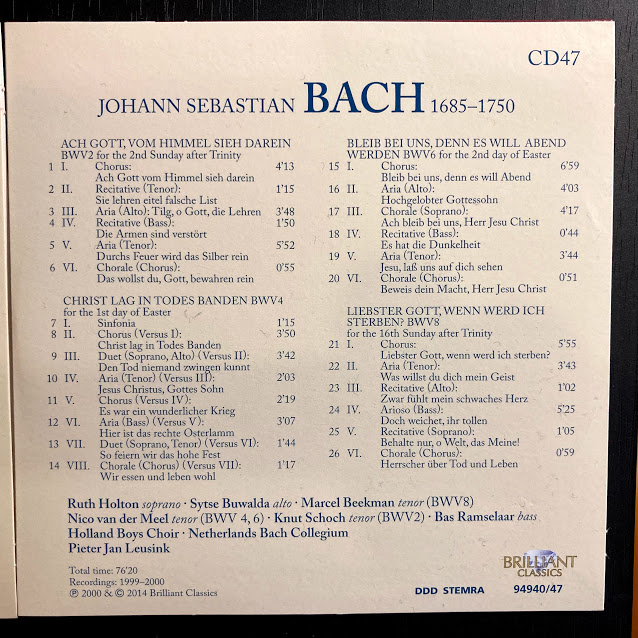 CD47
JOHANN SEBASTIAN BACH 1685–1750
ACH GOTT, VOM HIMMEL SIEH DAREIN
BWV2 for the 2nd Sunday after Trinity
1 I. Chorus: 4'13
Ach Gott vom Himmel sieh darein
2 II. Recitative (Tenor): 1'15
Sie lehren eitel falsche List
3 III. Aria (Alto): Tilg, o Gott, die Lehren 3'48
4 IV. Recitative (Bass): 1'50
Die Armen sind verstört
5 V. Aria (Tenor): 5'52
Durchs Feuer wird das Silber rein
6 VI. Chorale (Chorus): 0'55
Das wollst du, Gott, bewahren rein
CHRIST LAG IN TODES BANDEN BWV4
for the 1st day of Easter
7 I. Sinfonia 1'15
8 II. Chorus (Versus I): 3'50
Christ lag in Todes Banden
9 III. Duet (Soprano, Alto) (Versus II): 3'42
Den Tod niemand zwingen kunnt
10 IV. Aria (Tenor) (Versus III): 2'03
Jesus Christus, Gottes Sohn
11 V. Chorus (Versus IV): 2'19
Es war ein wunderlicher Krieg
12 VI. Aria (Bass) (Versus V): 3'07
Hier ist das rechte Osterlamm
13 VII. Duet (Soprano, Tenor) (Versus VI): 1'44
So feiern wir das hohe Fest
14 VIII. Chorale (Chorus) (Versus VII): 1'17
Wir essen und leben wohl
BLEIB BEI UNS, DENN ES WILL ABEND
WERDEN BWV6 for the 2nd day of Easter
15 I. Chorus: 6'59
Bleib bei uns, denn es will Abend
16 II. Aria (Alto): 4'03
Hochgelobter Gottessohn
17 III. Chorale (Soprano): 4'17
Ach bleib bei uns, Herr Jesu Christ
18 IV. Recitative (Bass): 0'44
Es hat die Dunkelheit
19 V. Aria (Tenor): 3'44
Jesu, laß uns auf dich sehen
20 VI. Chorale (Chorus): 0'51
Beweis dein Macht, Herr Jesu Christ
LIEBSTER GOTT, WENN WERD ICH
STERBEN? BWV8
for the 16th Sunday after Trinity
21 I. Chorus: 5'55
Liebster Gott, wenn werd ich sterben?
22 II. Aria (Tenor): 3'43
Was willst du dich mein Geist
23 III. Recitative (Alto): 1'02
Zwar fühlt mein schwaches Herz
24 IV. Arioso (Bass): 5'25
Doch weichet, ihr tollen
25 V. Recitative (Soprano): 1'05
Behalte nur, o Welt, das Meine!
26 VI. Chorale (Chorus): 0'59
Herrscher über Tod und Leben
Ruth Holton soprano · Sytse Buwalda alto · Marcel Beekman tenor (BWV8)
Nico van der Meel tenor (BWV 4, 6) · Knut Schoch tenor (BWV2) · Bas Ramselaar bass
Holland Boys Choir · Netherlands Bach Collegium
Pieter Jan Leusink
Total time: 76'20
Recordings: 1999–2000
℗ 2000 & © 2014 Brilliant Classics
BRILLIANT
CLASSICS
DDD STEMRA 94940/47